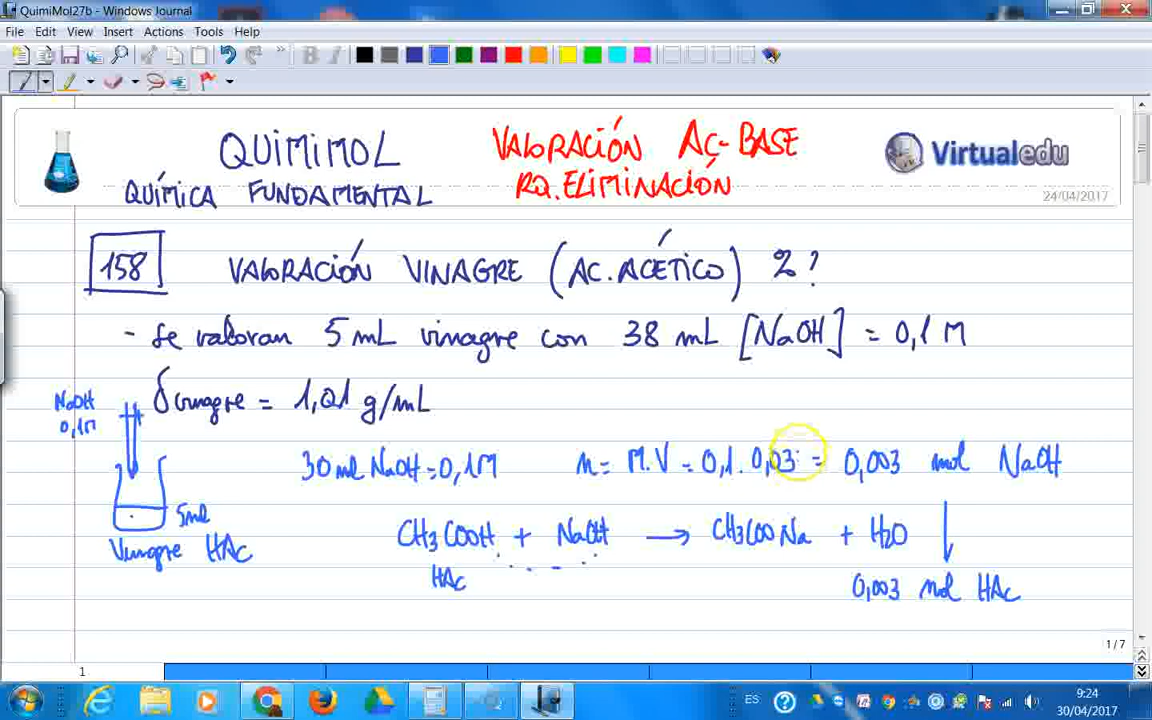 QuimiMol27b - Windows Journal
File Edit View Insert Actions Tools Help
QUIMIMOL
QUÍMICA FUNDAMENTAL
VALORACIÓN AC-BASE
RQ. ELIMINACIÓN
Virtualedu
24/04/2017
158 VALORACIÓN VINAGRE (AC. ACÉTICO) % ?
- Se valoran 5 mL vinagre con 38 mL [NaOH] = 0,1 M
δvinagre = 1,01 g/mL
NaOH
0,1M
5ml
Vinagre HAc
30 ml NaOH = 0,1M n = M.V = 0,1 . 0,03 = 0,003 mol NaOH
CH3COOH + NaOH → CH3COONa + H2O
HAc
0,003 mol HAc
1/7
1
ES
9:24
30/04/2017